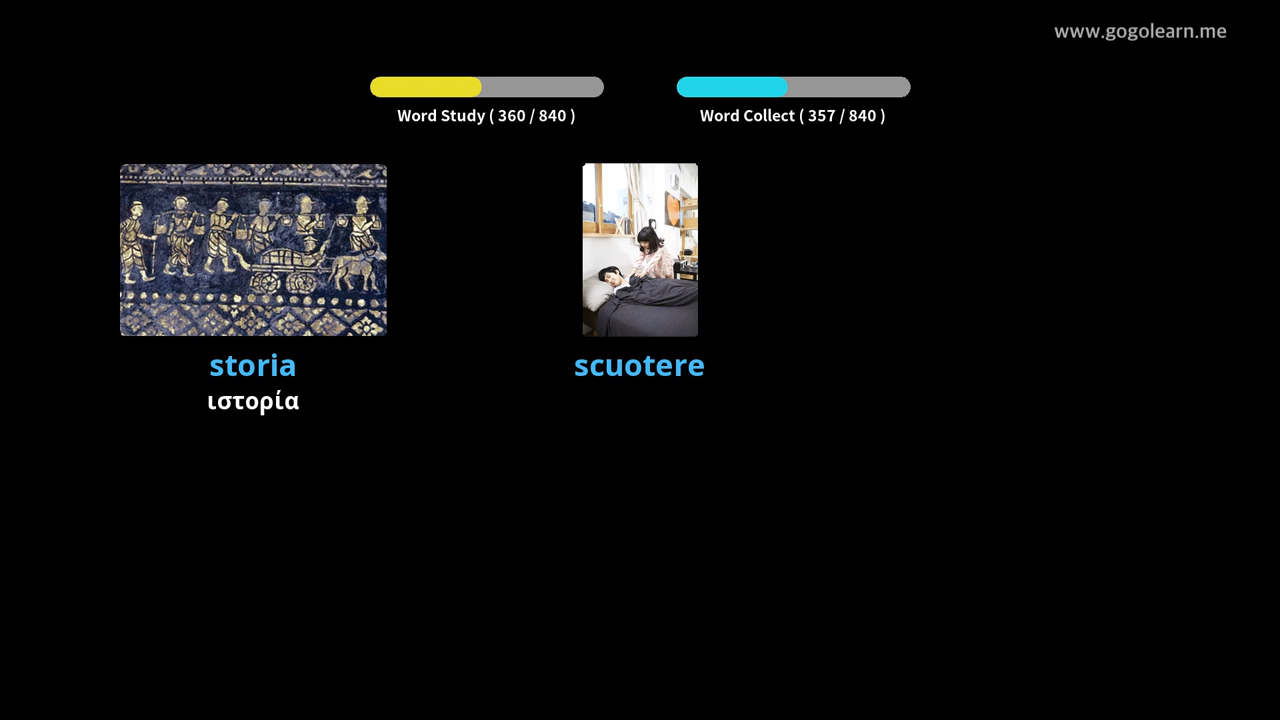 www.gogolearn.me
Word Study ( 360 / 840 )
Word Collect ( 357 / 840 )
storia
ιστορία
scuotere